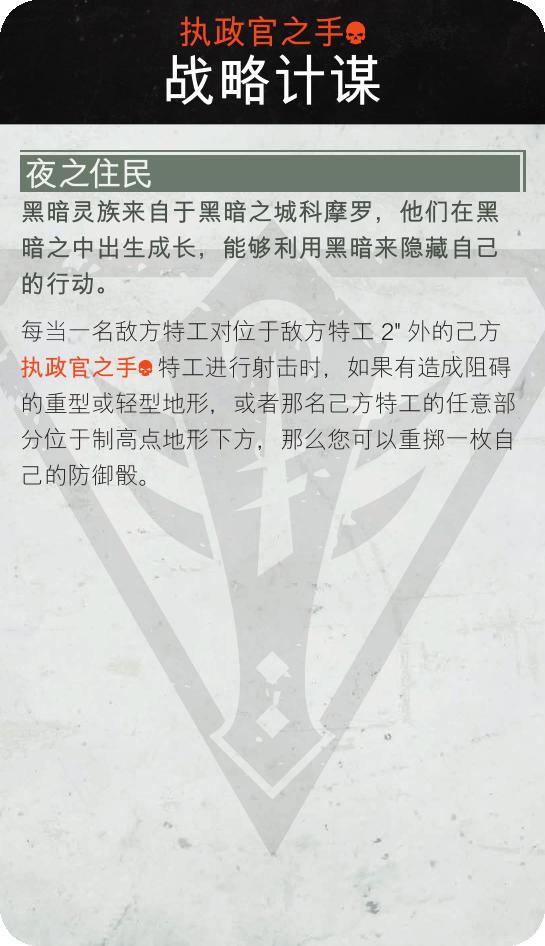 执政官之手
战略计谋
夜之住民
黑暗灵族来自于黑暗之城科摩罗，他们在黑
暗之中出生成长，能够利用黑暗来隐藏自己
的行动。
每当一名敌方特工对位于敌方特工 2" 外的己方
执政官之手 特工进行射击时，如果有造成阻碍
的重型或轻型地形，或者那名己方特工的任意部
分位于制高点地形下方，那么您可以重掷一枚自
己的防御骰。